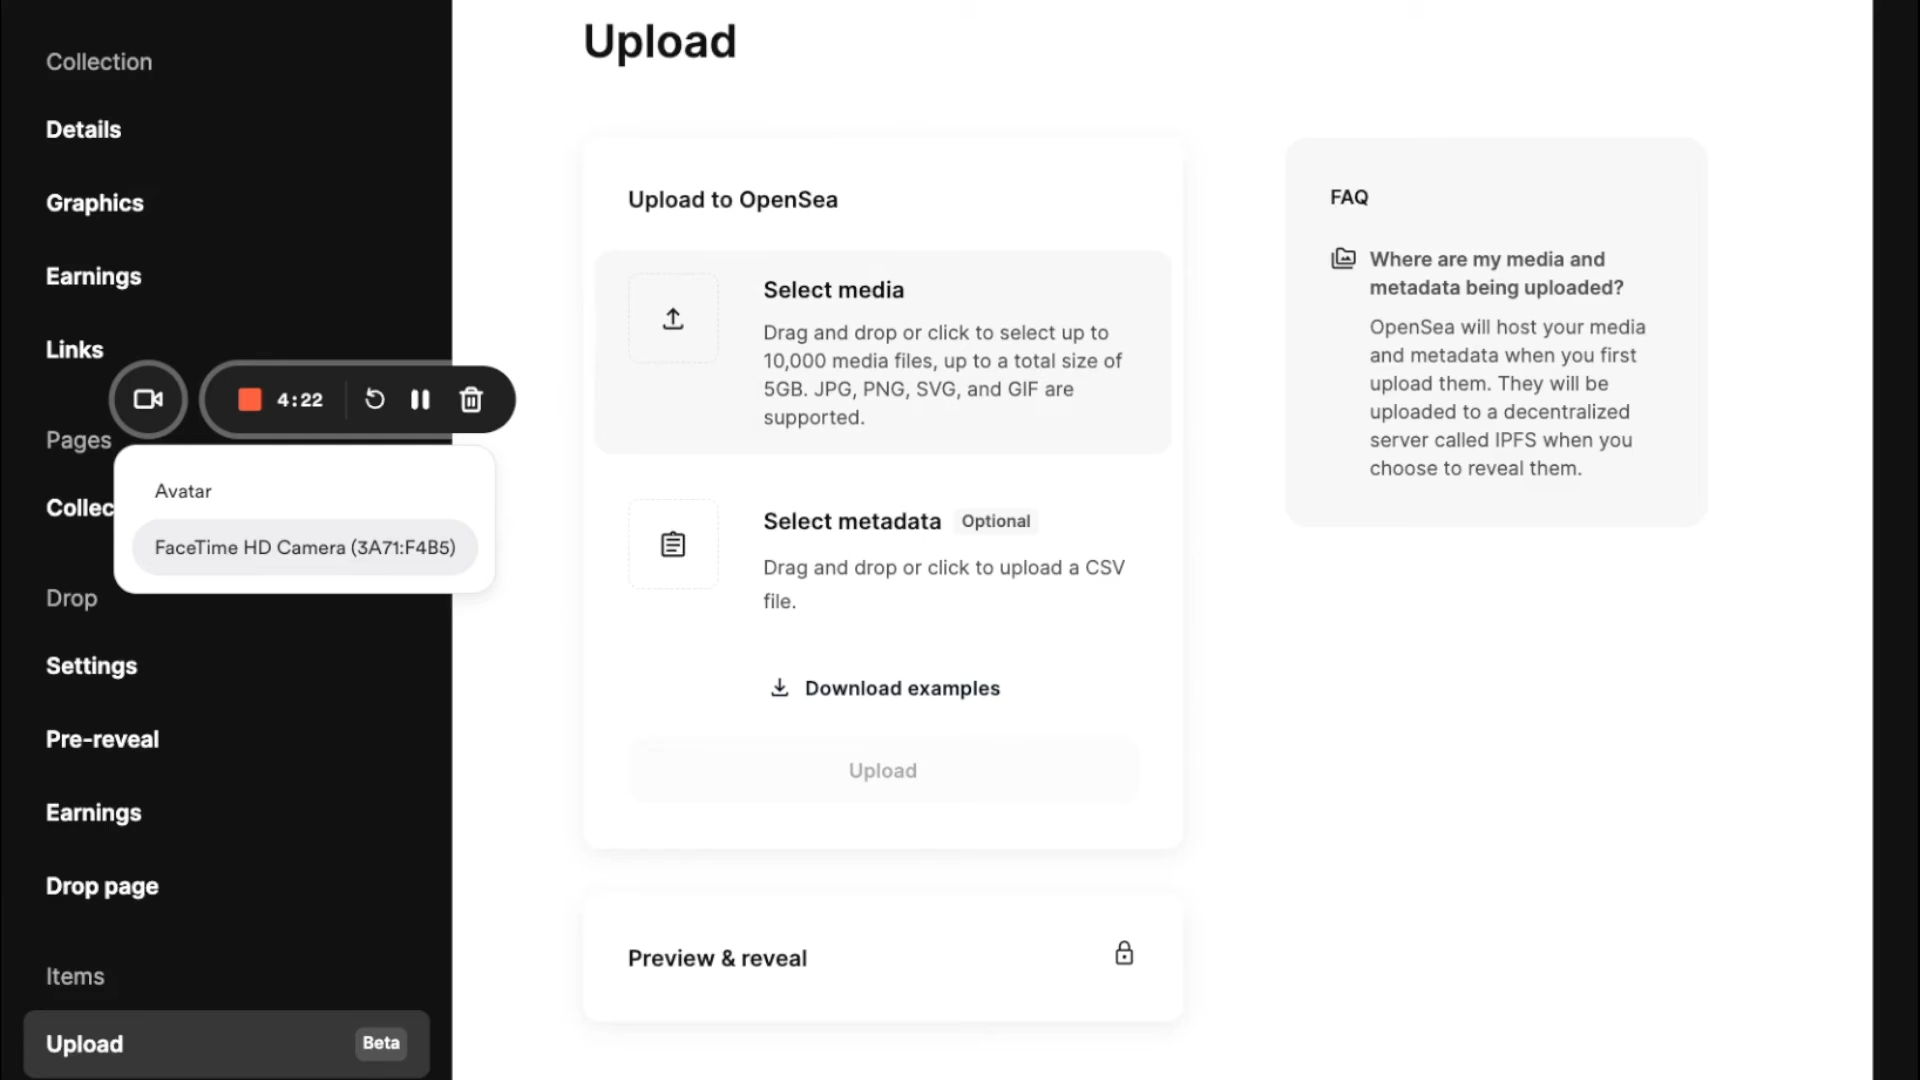 Collection
Details
Graphics
Earnings
Links
4:22
Pages
Collec
Avatar
FaceTime HD Camera (3A71:F4B5)
Drop
Settings
Pre-reveal
Earnings
Drop page
Items
Upload Beta
Upload
Upload to OpenSea
Select media
Drag and drop or click to select up to
10,000 media files, up to a total size of
5GB. JPG, PNG, SVG, and GIF are
supported.
Select metadata Optional
Drag and drop or click to upload a CSV
file.
Download examples
Upload
Preview & reveal
FAQ
Where are my media and
metadata being uploaded?
OpenSea will host your media
and metadata when you first
upload them. They will be
uploaded to a decentralized
server called IPFS when you
choose to reveal them.